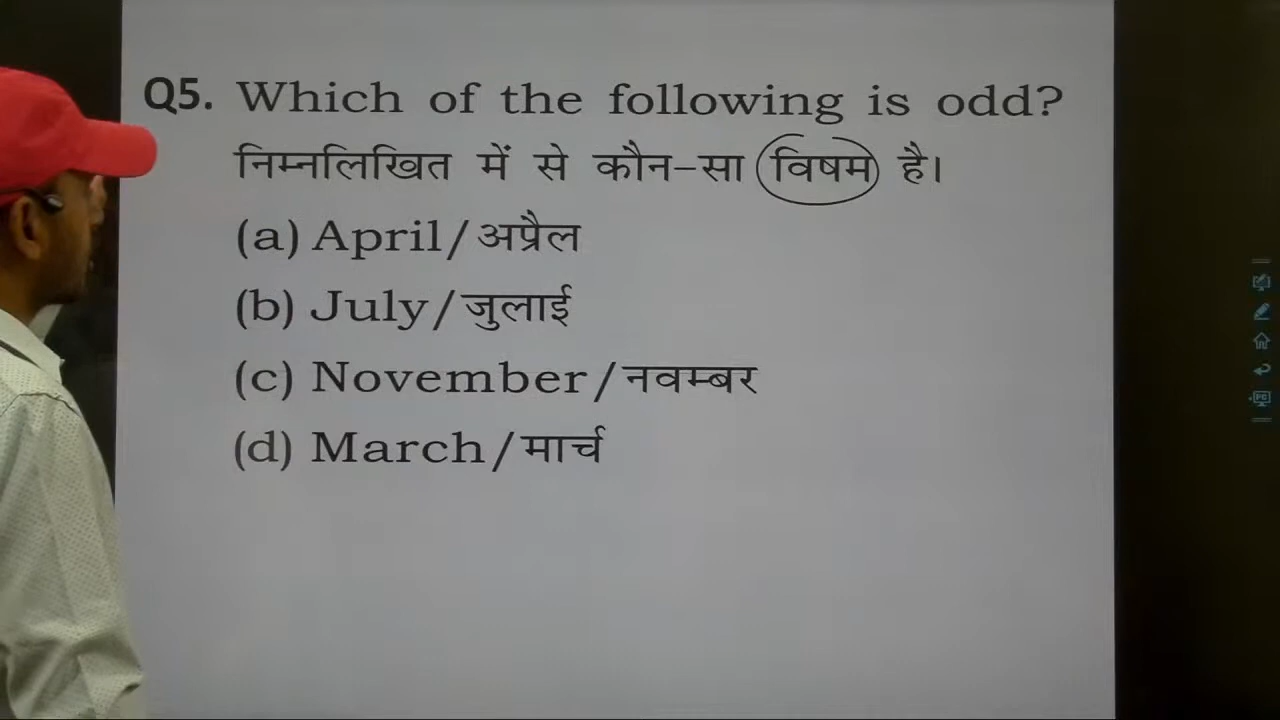 Q5. Which of the following is odd?
निम्नलिखित में से कौन-सा विषम है।
(a) April/अप्रैल
(b) July/जुलाई
(c) November/नवम्बर
(d) March/मार्च